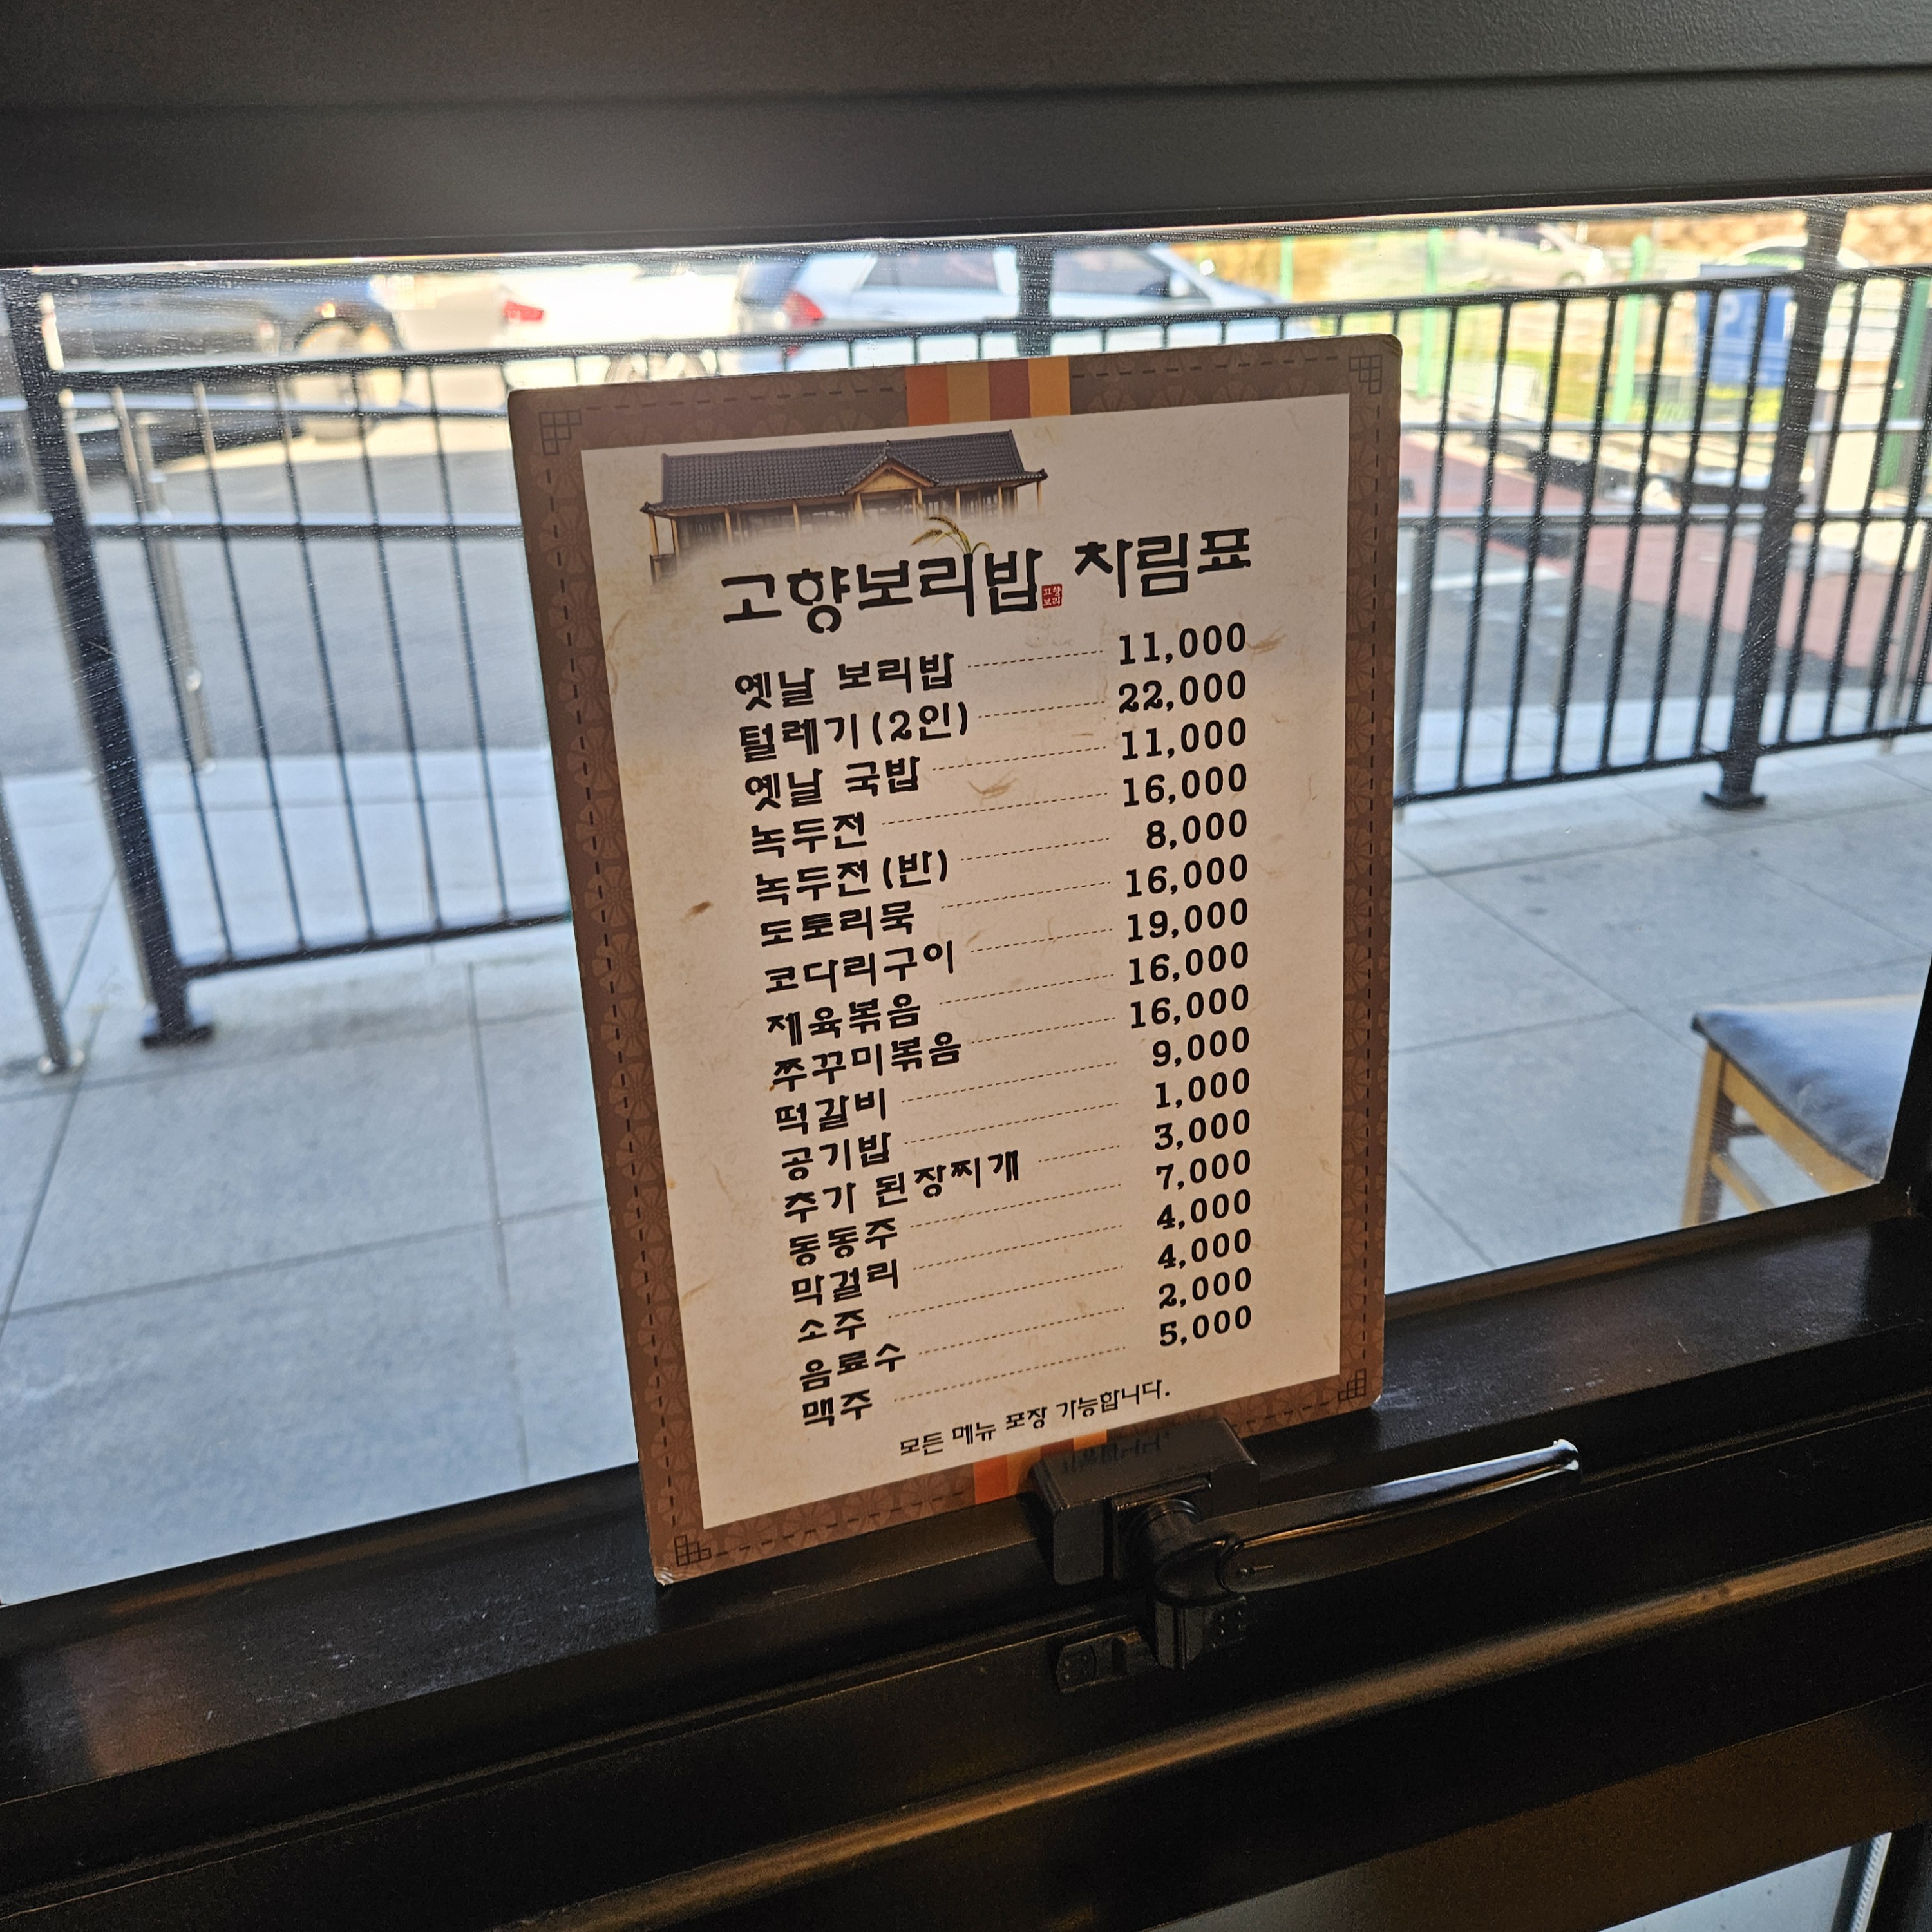 고향보리밥 차림표
고향
보리
옛날 보리밥 11,000
털레기(2인) 22,000
옛날 국밥 11,000
녹두전 16,000
녹두전(반) 8,000
도토리묵 16,000
코다리구이 19,000
제육볶음 16,000
쭈꾸미볶음 16,000
떡갈비 9,000
공기밥 1,000
추가 된장찌개 3,000
동동주 7,000
막걸리 4,000
소주 4,000
음료수 2,000
맥주 5,000
모든 메뉴 포장 가능합니다.